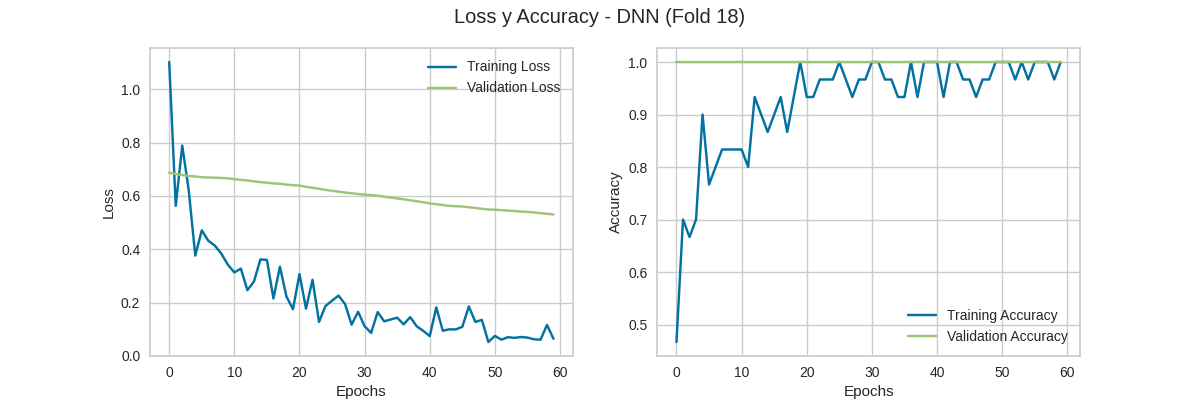 Loss y Accuracy - DNN (Fold 18)
Training Loss
Validation Loss
1.0
0.8
0.6
0.4
0.2
0.0
Loss
0 10 20 30 40 50 60
Epochs
1.0
0.9
0.8
0.7
0.6
0.5
Accuracy
Training Accuracy
Validation Accuracy
0 10 20 30 40 50 60
Epochs